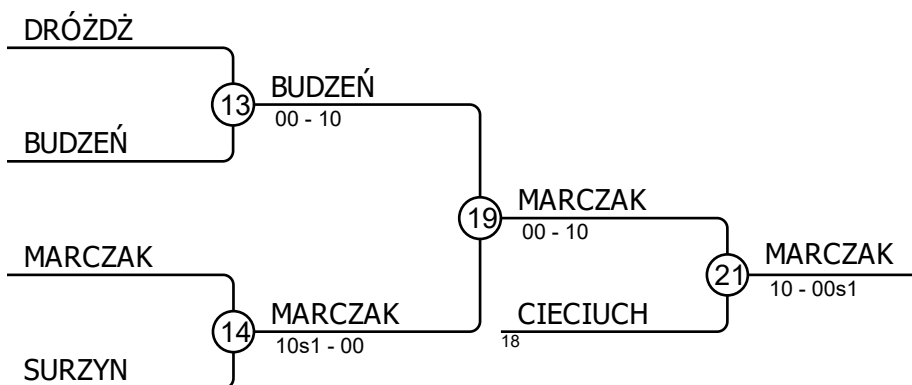 DRÓŻDŻ
13
BUDZEŃ
00 - 10
BUDZEŃ
19
MARCZAK
00 - 10
MARCZAK
21
MARCZAK
10 - 00s1
14
MARCZAK
10s1 - 00
CIECIUCH
18
SURZYN